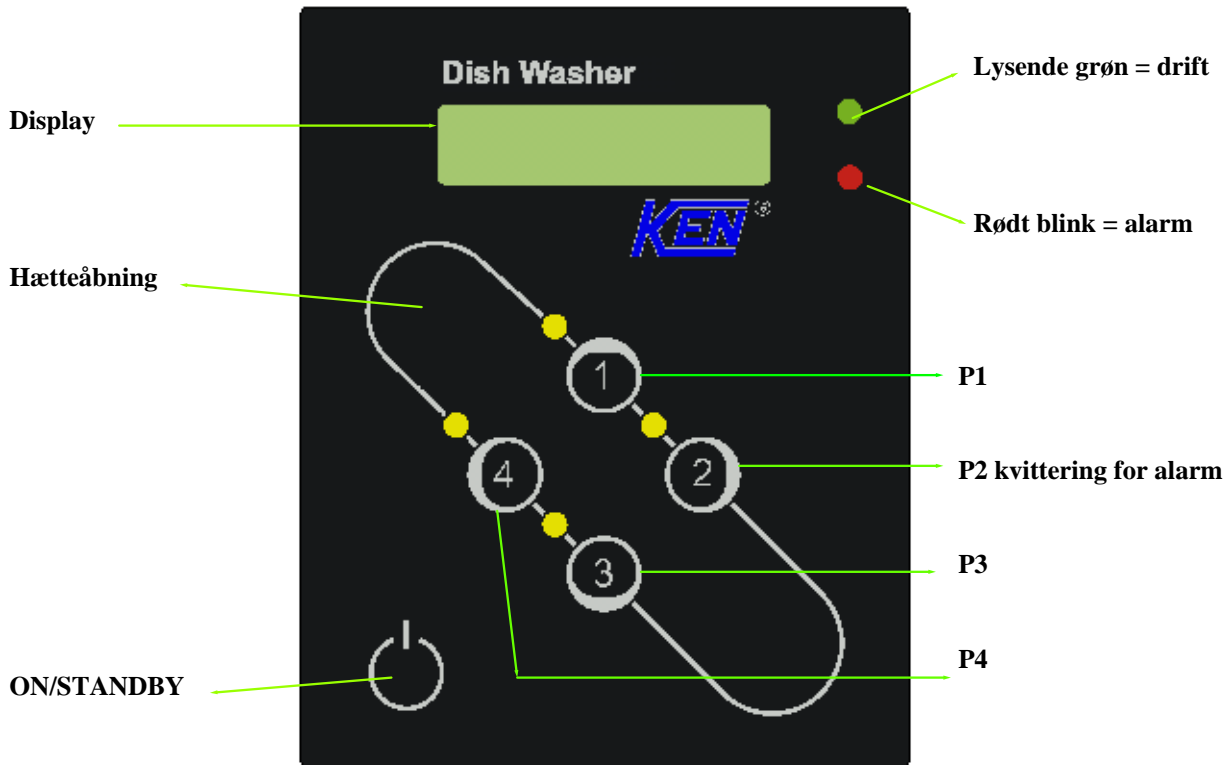 Dish Washer
Lysende grøn = drift
Display
KEN®
Rødt blink = alarm
Hætteåbning
1
P1
4
2
P2 kvittering for alarm
3
P3
P4
ON/STANDBY